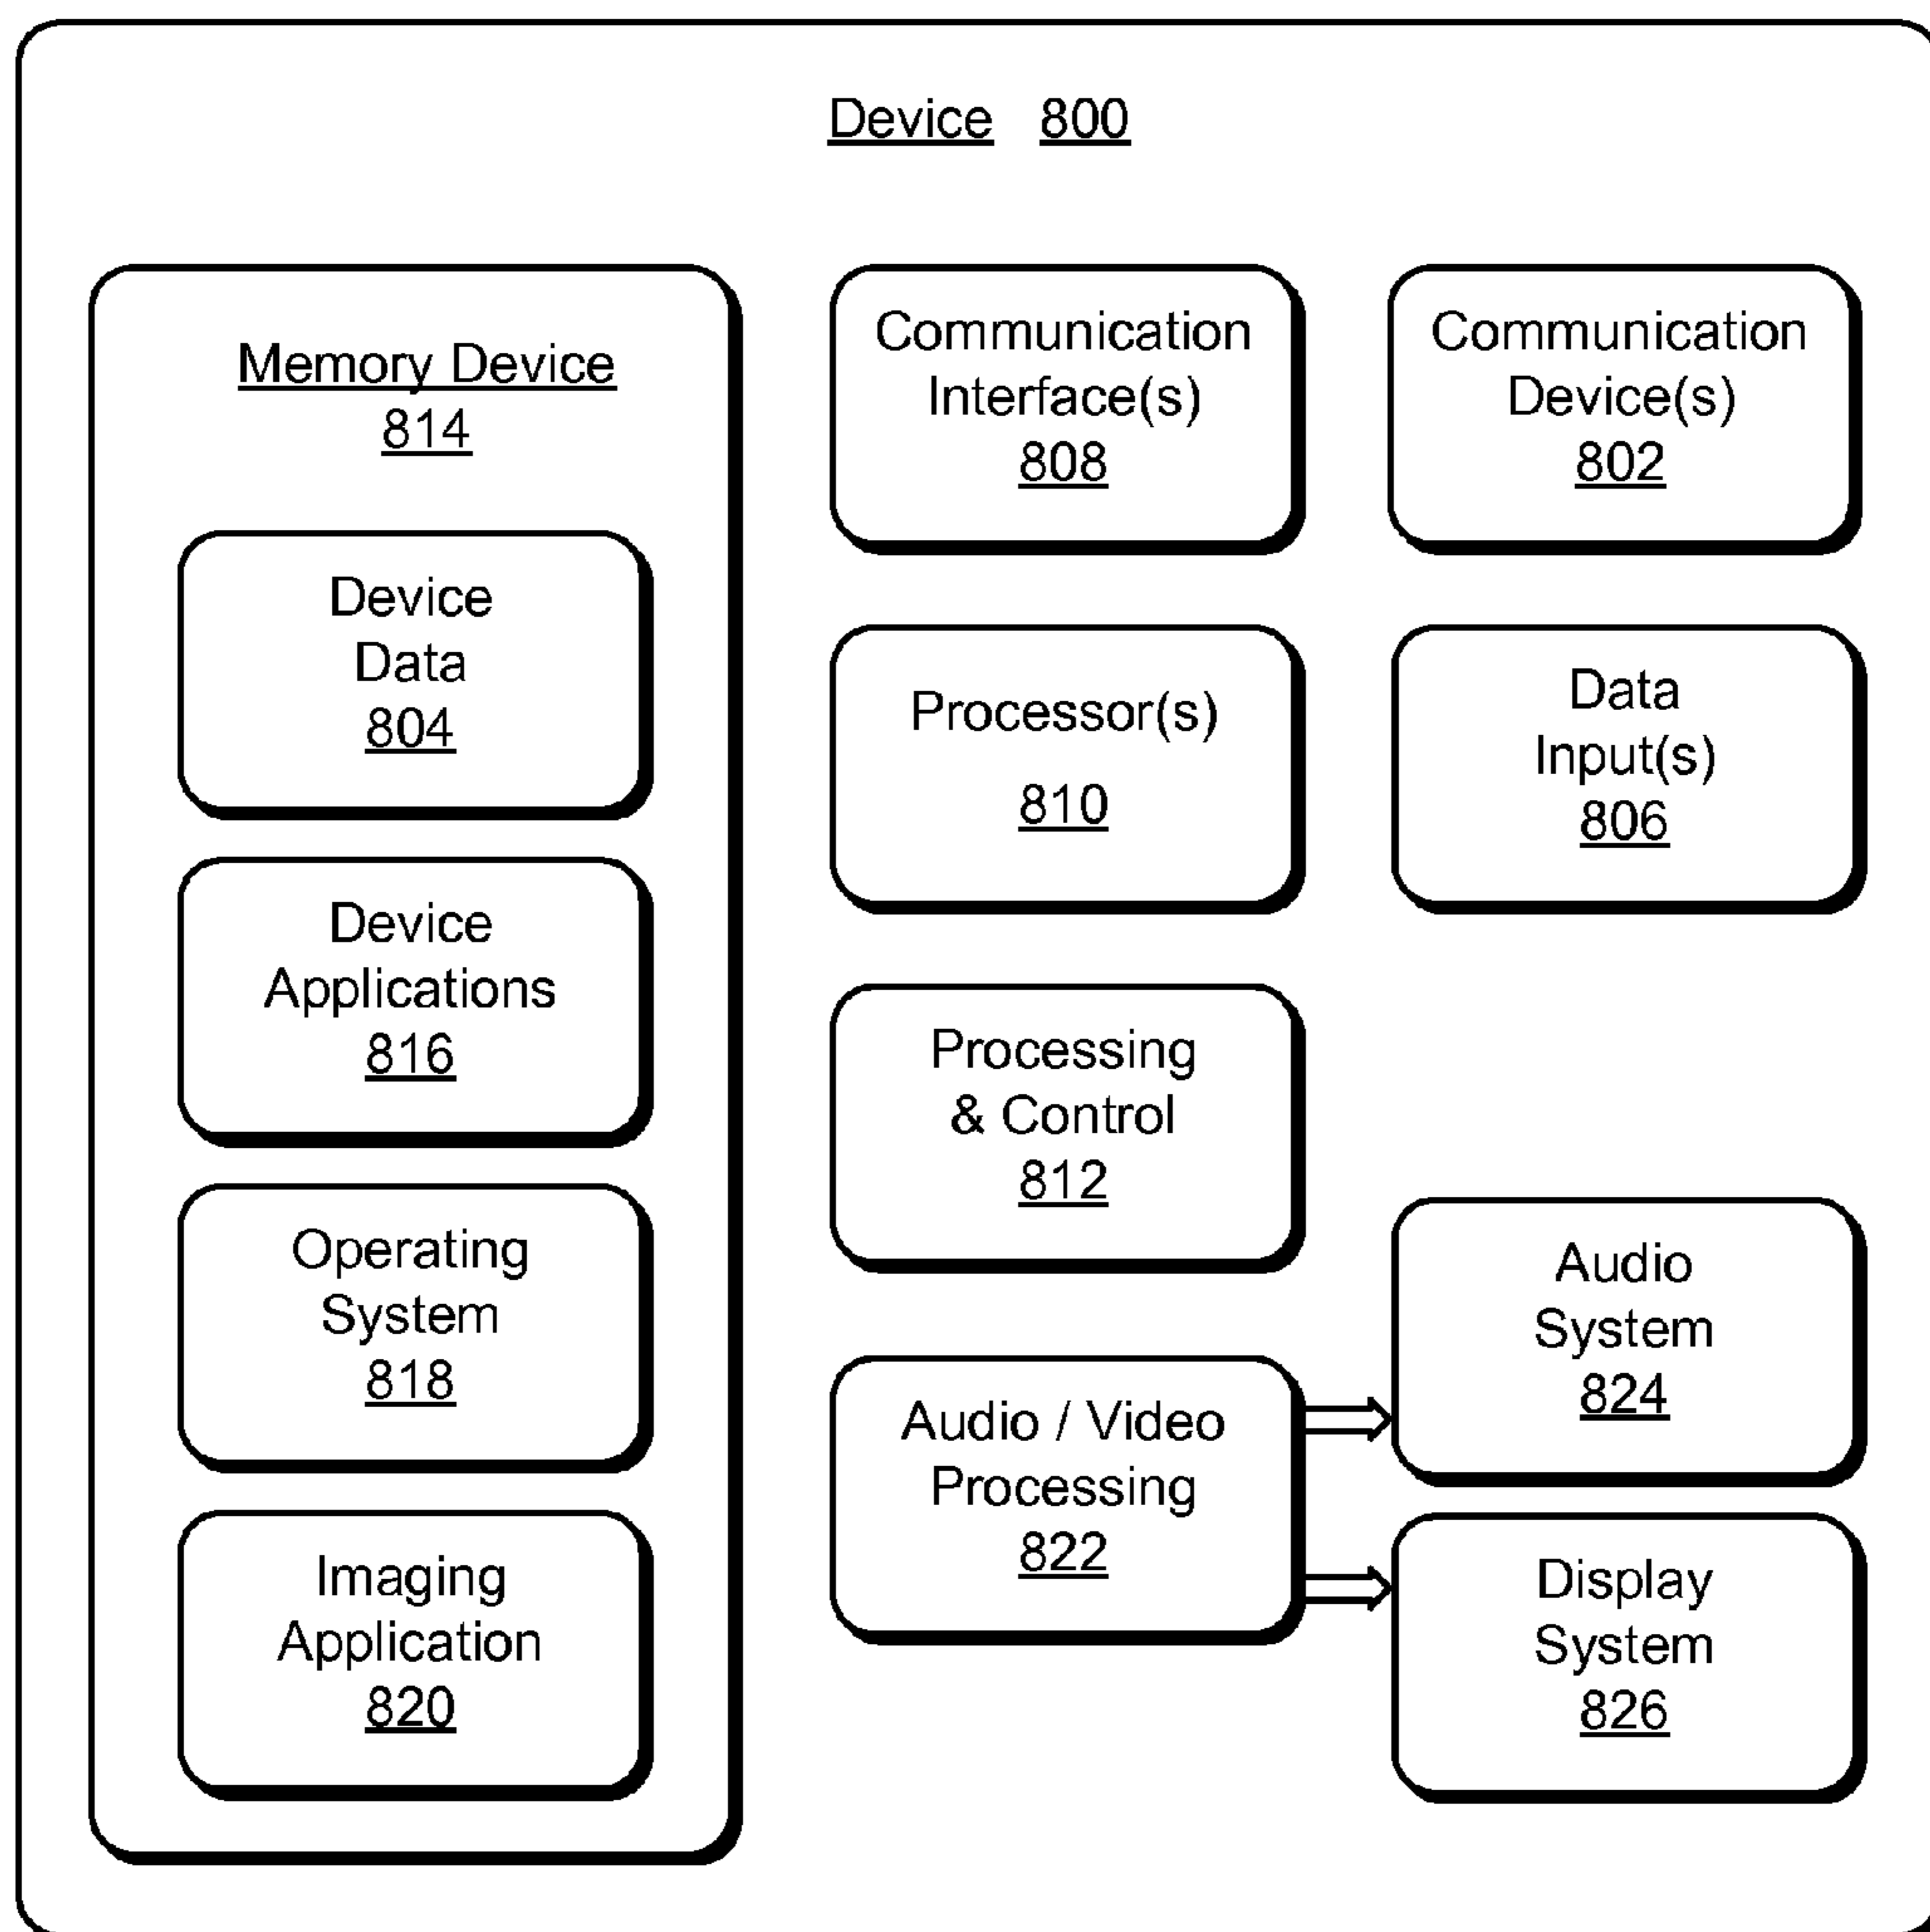 Device 800
Memory Device
814
Device
Data
804
Device
Applications
816
Operating
System
818
Imaging
Application
820
Communication
Interface(s)
808
Processor(s)
810
Processing
& Control
812
Audio / Video
Processing
822
Communication
Device(s)
802
Data
Input(s)
806
Audio
System
824
Display
System
826